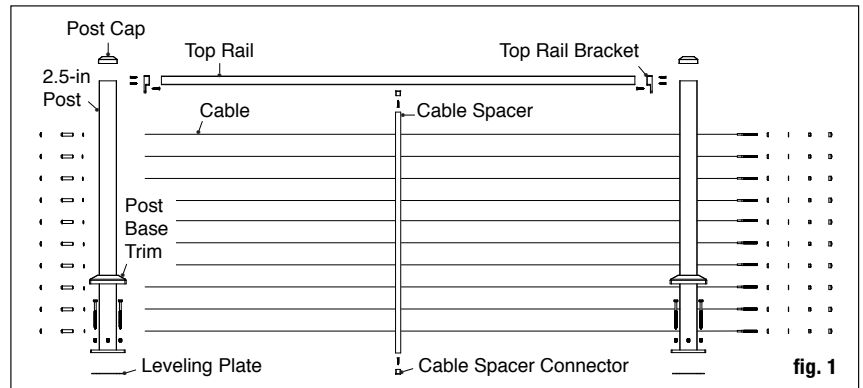 Post Cap
Top Rail
Top Rail Bracket
2.5-in
Post
Cable
Cable Spacer
Post
Base
Trim
Leveling Plate
Cable Spacer Connector
fig. 1